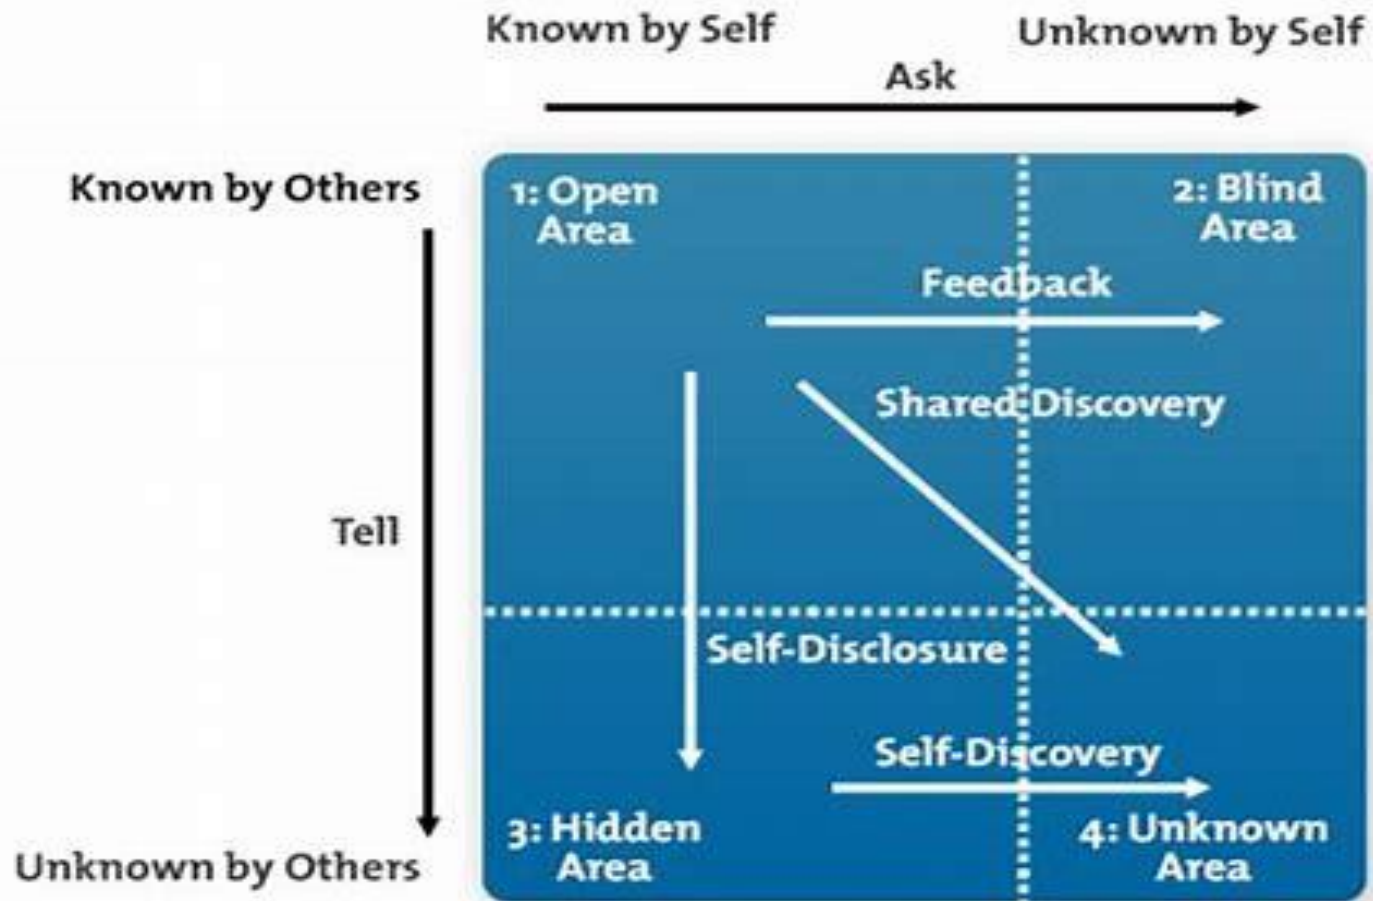 Known by Self Unknown by Self
Ask
Known by Others
1: Open
Area
2: Blind
Area
Feedback
Shared Discovery
Tell
Self-Disclosure
Self-Discovery
3: Hidden
Area
4: Unknown
Area
Unknown by Others